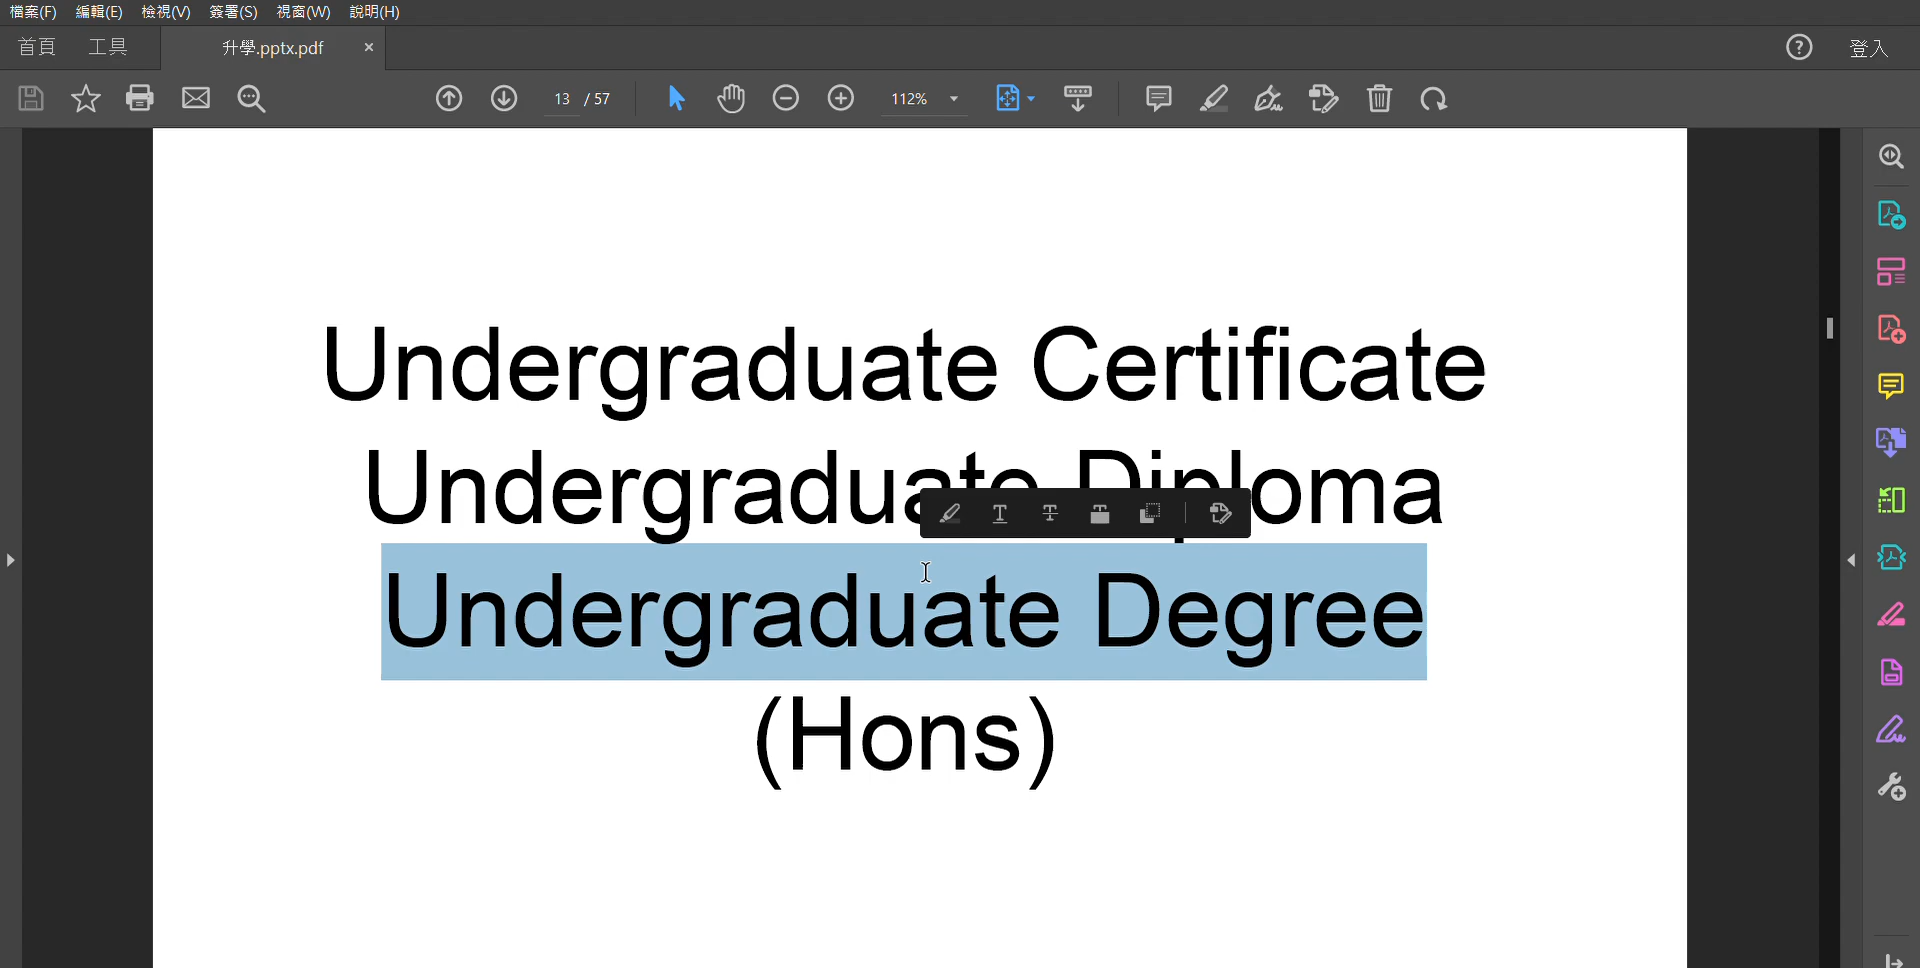 檔案(F) 編輯(E) 檢視(V) 簽署(S) 視窗(W) 說明(H)
首頁 工具 升學.pptx.pdf × 登入
13 / 57 112%
Undergraduate Certificate
Undergraduate Diploma
Undergraduate Degree
(Hons)